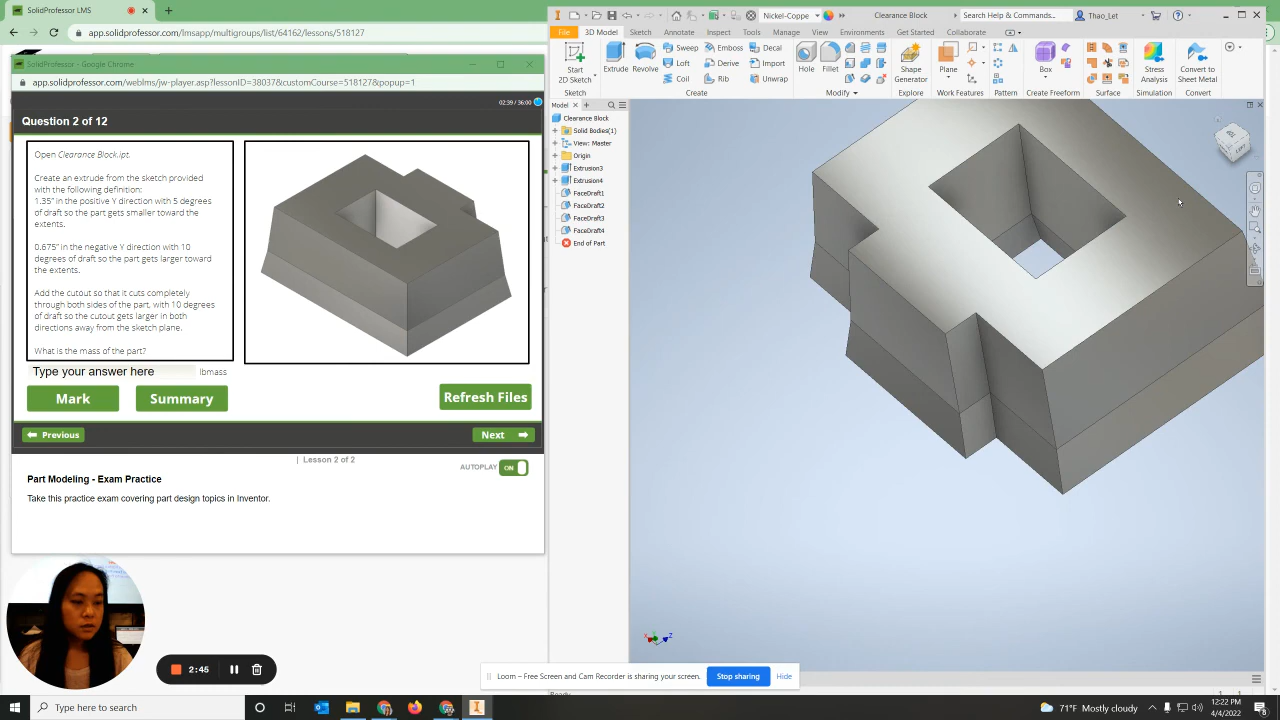 SolidProfessor LMS
app.solidprofessor.com/lmsapp/multigroups/list/64162/lessons/518127
SolidProfessor - Google Chrome
app.solidprofessor.com/weblms/jw-player.asp?lessonID=38037&customCourse=518127&popup=1
02:39 / 36:00
Question 2 of 12
Open Clearance Block.ipt.
Create an extrude from the sketch provided
with the following definition:
1.35" in the positive Y direction with 5 degrees
of draft so the part gets smaller toward the
extents.
0.675" in the negative Y direction with 10
degrees of draft so the part gets larger toward
the extents.
Add the cutout so that it cuts completely
through both sides of the part, with 10 degrees
of draft so the cutout gets larger in both
directions away from the sketch plane.
What is the mass of the part?
Type your answer here
lbmass
Mark
Summary
Refresh Files
Previous
Next
| Lesson 2 of 2
AUTOPLAY ON
Part Modeling - Exam Practice
Take this practice exam covering part design topics in Inventor.
2:45
Nickel-Coppe
Clearance Block
Search Help & Commands...
Thao_Let
File 3D Model Sketch Annotate Inspect Tools Manage View Environments Get Started Collaborate
Start
2D Sketch
Extrude
Revolve
Sweep
Emboss
Decal
Loft
Derive
Import
Coil
Rib
Unwrap
Hole
Fillet
Shape
Generator
Plane
Box
Stress
Analysis
Convert to
Sheet Metal
Sketch
Create
Modify
Explore
Work Features
Pattern
Create Freeform
Surface
Simulation
Convert
Model
Clearance Block
Solid Bodies(1)
View: Master
Origin
Extrusion3
Extrusion4
FaceDraft1
FaceDraft2
FaceDraft3
FaceDraft4
End of Part
Loom – Free Screen and Cam Recorder is sharing your screen.
Stop sharing
Hide
Ready
1 1
Type here to search
71°F Mostly cloudy
12:22 PM
4/4/2022